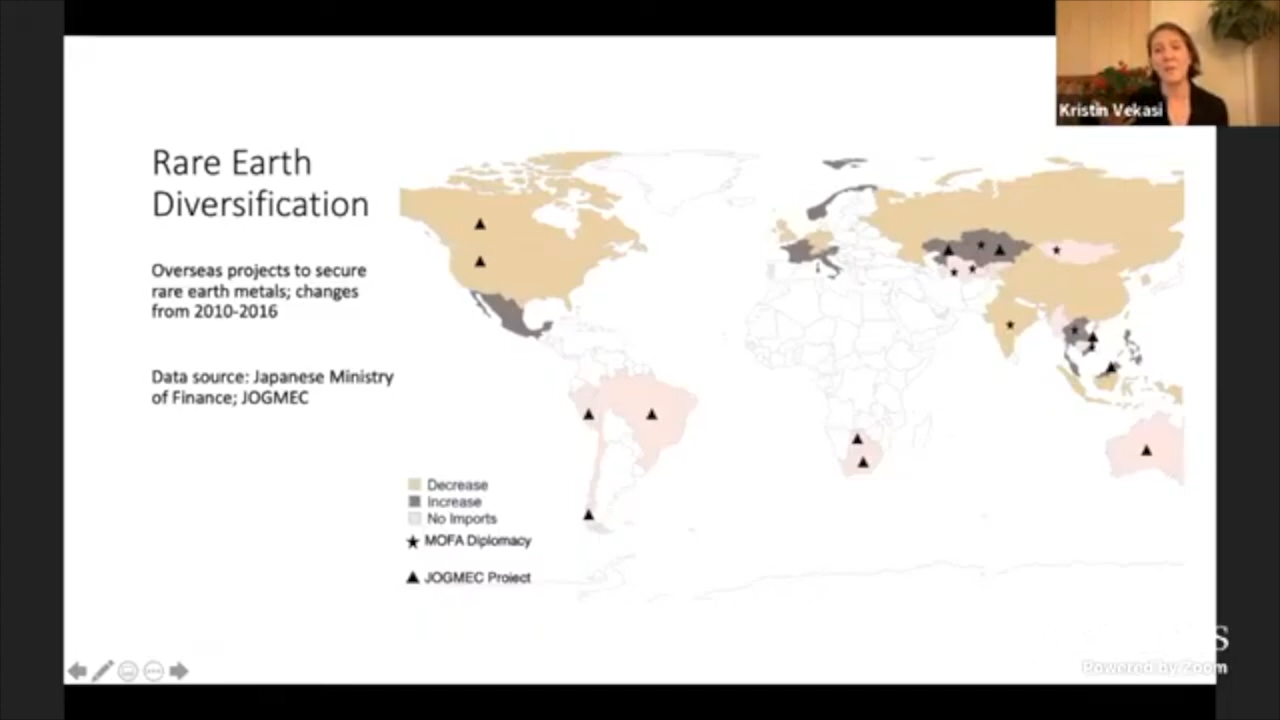 Kristin Vekasi
Rare Earth
Diversification
Overseas projects to secure
rare earth metals; changes
from 2010-2016
Data source: Japanese Ministry
of Finance; JOGMEC
Decrease
Increase
No Imports
MOFA Diplomacy
JOGMEC Project
S
Powered by Zoom